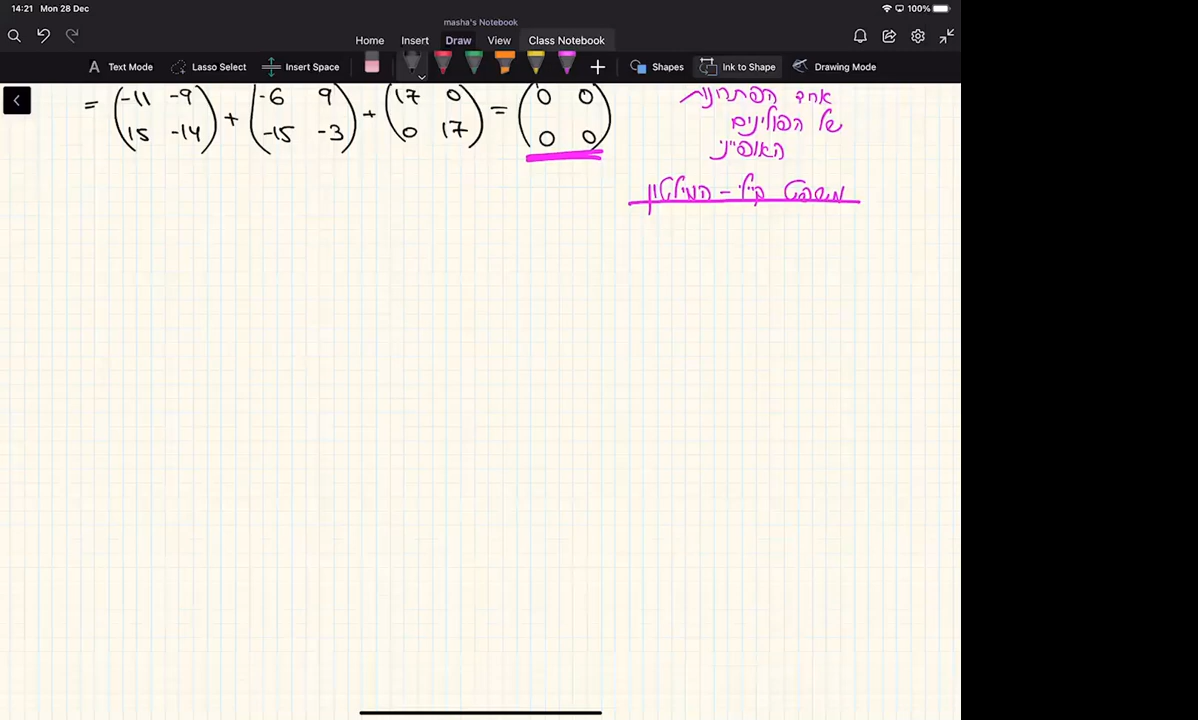 14:21 Mon 28 Dec
100%
masha's Notebook
Home Insert Draw View Class Notebook
Text Mode Lasso Select Insert Space Shapes Ink to Shape Drawing Mode
= (-11 -9) + (-6 9) + (17 0) = (0 0)
(15 -14) (-15 -3) (0 17) (0 0)
אחד הפתרונות
של הפולינים
האופייני
משפט קיילי - המילטון